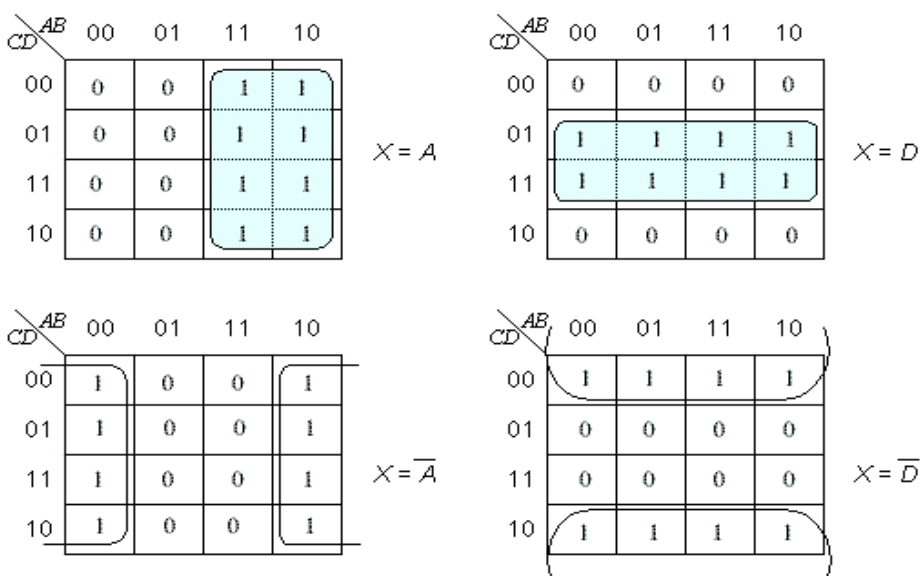 AB 00 01 11 10
CD
00 0 0 1 1
01 0 0 1 1
11 0 0 1 1
10 0 0 1 1
X = A
AB 00 01 11 10
CD
00 0 0 0 0
01 1 1 1 1
11 1 1 1 1
10 0 0 0 0
X = D
AB 00 01 11 10
CD
00 1 0 0 1
01 1 0 0 1
11 1 0 0 1
10 1 0 0 1
X = A̅
AB 00 01 11 10
CD
00 1 1 1 1
01 0 0 0 0
11 0 0 0 0
10 1 1 1 1
X = D̅